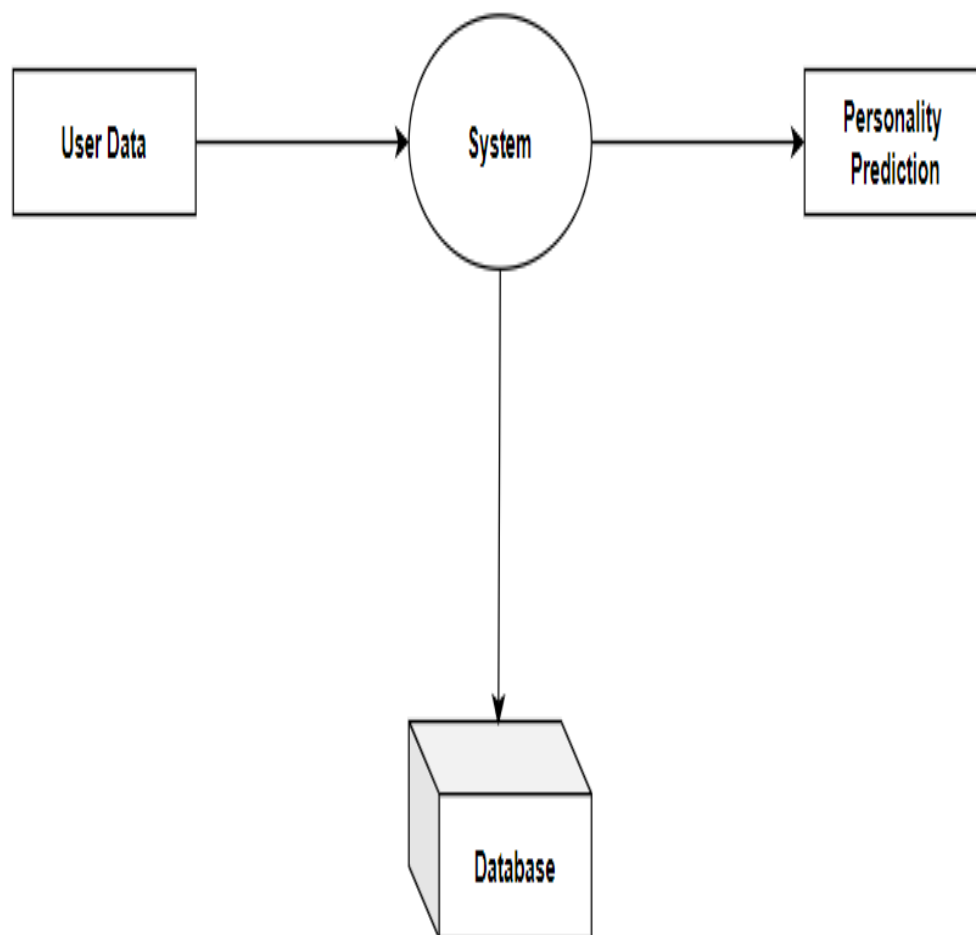 User Data
System
Personality
Prediction
Database